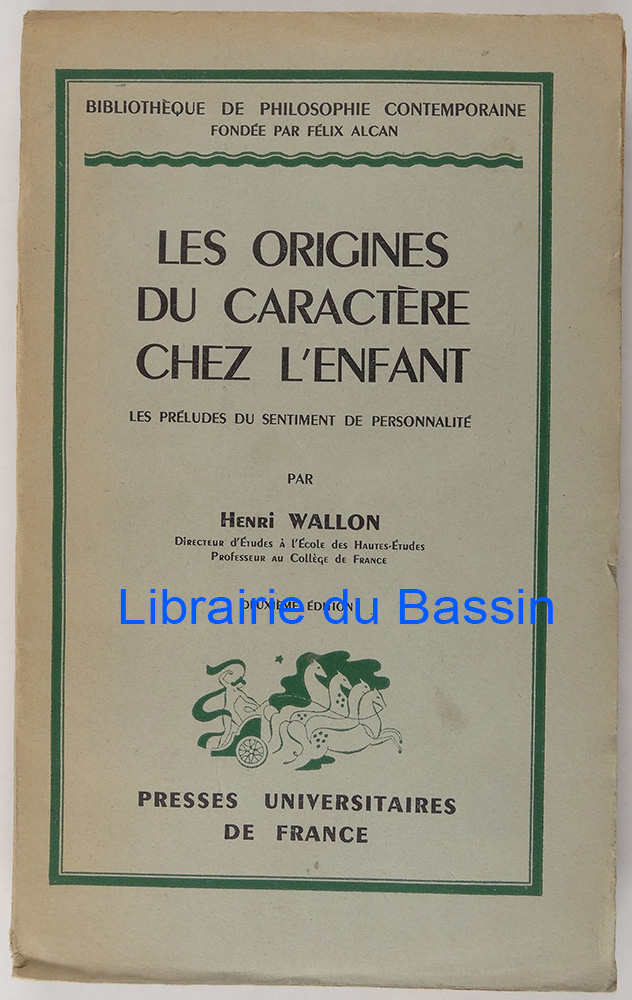 BIBLIOTHÈQUE DE PHILOSOPHIE CONTEMPORAINE
FONDÉE PAR FÉLIX ALCAN
LES ORIGINES
DU CARACTÈRE
CHEZ L'ENFANT
LES PRÉLUDES DU SENTIMENT DE PERSONNALITÉ
PAR
HENRI WALLON
DIRECTEUR D'ÉTUDES À L'ÉCOLE DES HAUTES-ÉTUDES
PROFESSEUR AU COLLÈGE DE FRANCE
DEUXIÈME ÉDITION
Librairie du Bassin
PRESSES UNIVERSITAIRES
DE FRANCE